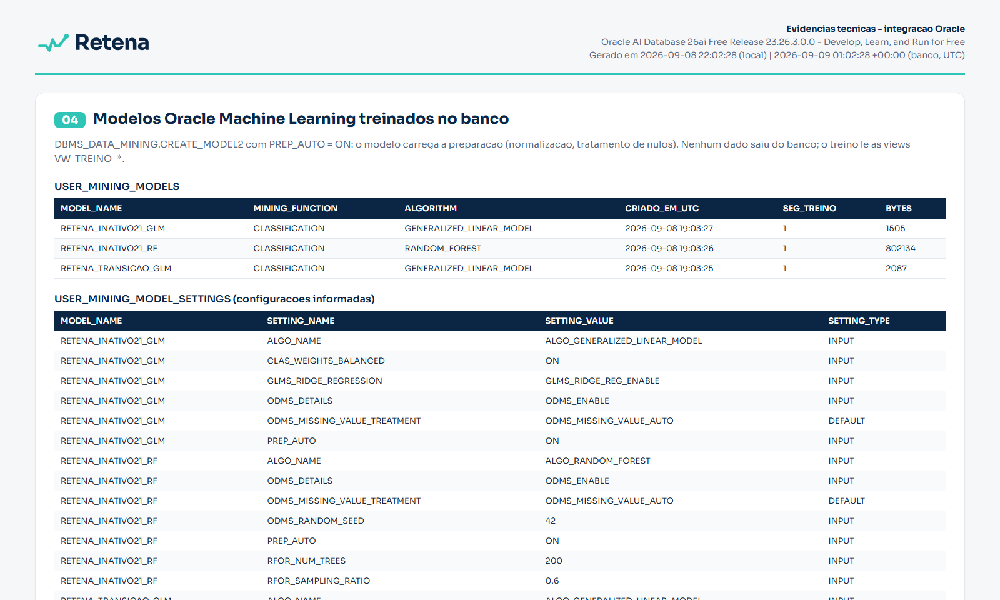 Retena
Evidencias tecnicas - integracao Oracle
Oracle AI Database 26ai Free Release 23.26.3.0.0 - Develop, Learn, and Run for Free
Gerado em 2026-09-08 22:02:28 (local) | 2026-09-09 01:02:28 +00:00 (banco, UTC)
04 Modelos Oracle Machine Learning treinados no banco
DBMS_DATA_MINING.CREATE_MODEL2 com PREP_AUTO = ON: o modelo carrega a preparacao (normalizacao, tratamento de nulos). Nenhum dado saiu do banco; o treino le as views
VW_TREINO_*.
USER_MINING_MODELS
MODEL_NAME MINING_FUNCTION ALGORITHM CRIADO_EM_UTC SEG_TREINO BYTES
RETENA_INATIVO21_GLM CLASSIFICATION GENERALIZED_LINEAR_MODEL 2026-09-08 19:03:27 1 1505
RETENA_INATIVO21_RF CLASSIFICATION RANDOM_FOREST 2026-09-08 19:03:26 1 802134
RETENA_TRANSICAO_GLM CLASSIFICATION GENERALIZED_LINEAR_MODEL 2026-09-08 19:03:25 1 2087
USER_MINING_MODEL_SETTINGS (configuracoes informadas)
MODEL_NAME SETTING_NAME SETTING_VALUE SETTING_TYPE
RETENA_INATIVO21_GLM ALGO_NAME ALGO_GENERALIZED_LINEAR_MODEL INPUT
RETENA_INATIVO21_GLM CLAS_WEIGHTS_BALANCED ON INPUT
RETENA_INATIVO21_GLM GLMS_RIDGE_REGRESSION GLMS_RIDGE_REG_ENABLE INPUT
RETENA_INATIVO21_GLM ODMS_DETAILS ODMS_ENABLE INPUT
RETENA_INATIVO21_GLM ODMS_MISSING_VALUE_TREATMENT ODMS_MISSING_VALUE_AUTO DEFAULT
RETENA_INATIVO21_GLM PREP_AUTO ON INPUT
RETENA_INATIVO21_RF ALGO_NAME ALGO_RANDOM_FOREST INPUT
RETENA_INATIVO21_RF ODMS_DETAILS ODMS_ENABLE INPUT
RETENA_INATIVO21_RF ODMS_MISSING_VALUE_TREATMENT ODMS_MISSING_VALUE_AUTO DEFAULT
RETENA_INATIVO21_RF ODMS_RANDOM_SEED 42 INPUT
RETENA_INATIVO21_RF PREP_AUTO ON INPUT
RETENA_INATIVO21_RF RFOR_NUM_TREES 200 INPUT
RETENA_INATIVO21_RF RFOR_SAMPLING_RATIO 0.6 INPUT
RETENA_TRANSICAO_GLM ALGO_NAME ALGO_GENERALIZED_LINEAR_MODEL INPUT